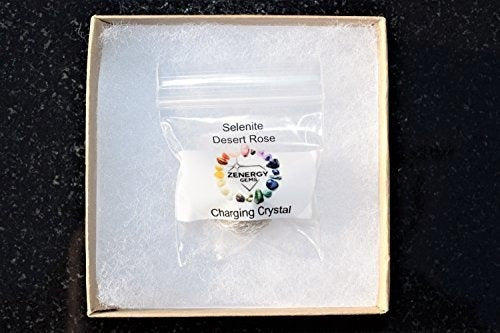 Selenite
Desert Rose
ZENERGY
GEMS
Charging Crystal